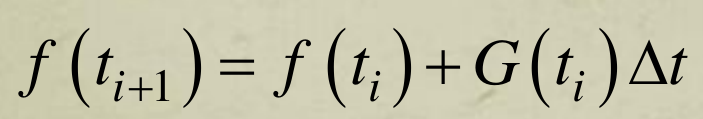 f(t_{i+1}) = f(t_i) + G(t_i)Δt